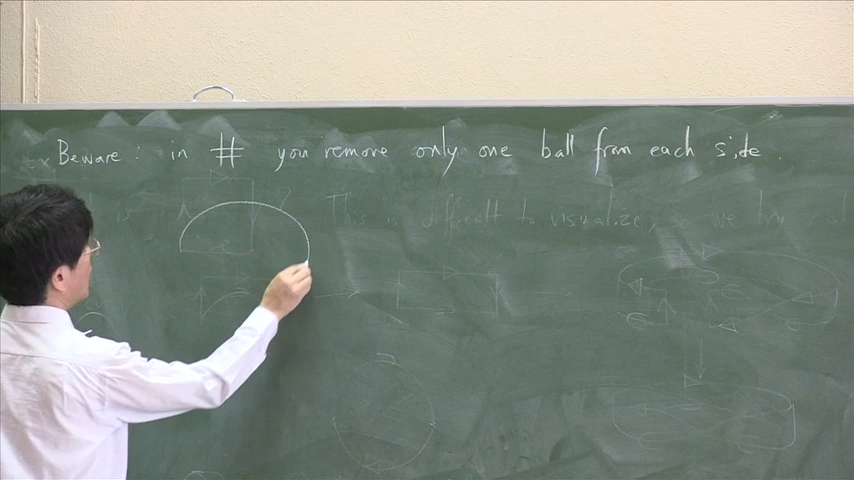 Beware : in # you remove only one ball from each side .
This is difficult to visualize, so we